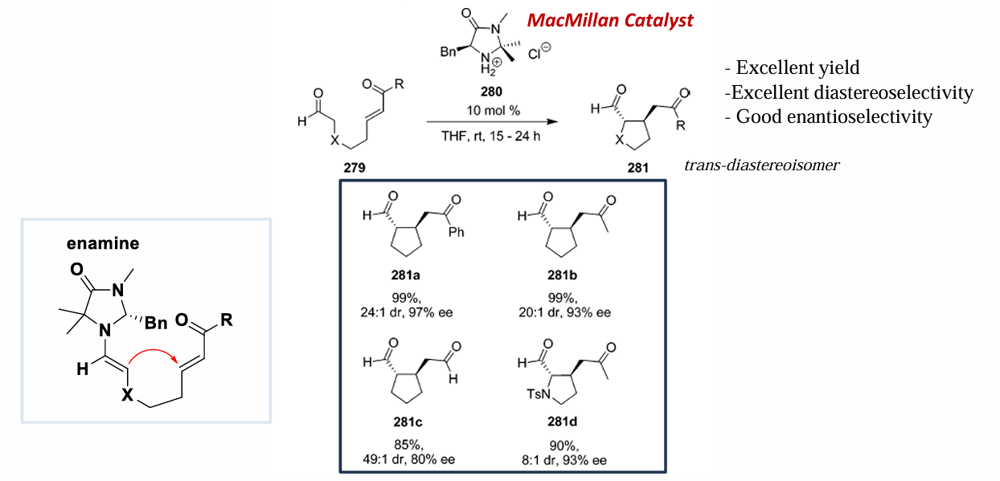 MacMillan Catalyst
O
N
Bn
N
H2
⊕
Cl⊖
280
10 mol %
THF, rt, 15 - 24 h
O
H
X
O
R
279
H
O
O
R
X
281
trans-diastereoisomer
- Excellent yield
-Excellent diastereoselectivity
- Good enantioselectivity
enamine
O
N
N
Bn
O
R
H
X
H
O
O
Ph
281a
99%,
24:1 dr, 97% ee
H
O
O
281b
99%,
20:1 dr, 93% ee
H
O
O
H
281c
85%,
49:1 dr, 80% ee
H
O
O
TsN
281d
90%,
8:1 dr, 93% ee